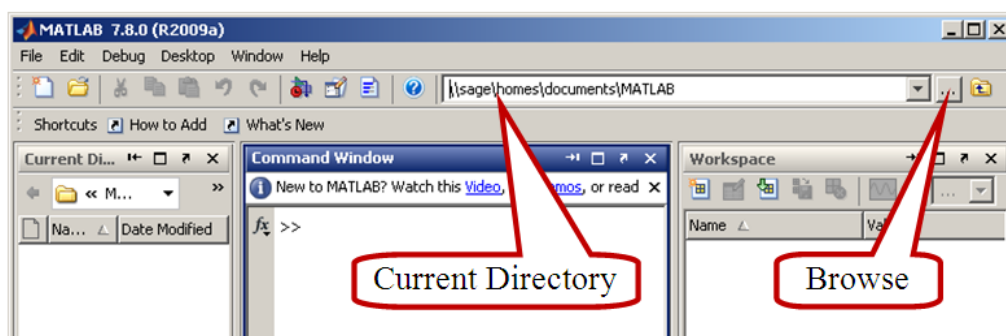 MATLAB 7.8.0 (R2009a)
File Edit Debug Desktop Window Help
\\sage\homes\documents\MATLAB
...
Shortcuts How to Add What's New
Current Di...
« M... »
Na... Date Modified
Command Window
New to MATLAB? Watch this Video, or read
fx >>
Workspace
...
Name
Current Directory
Browse